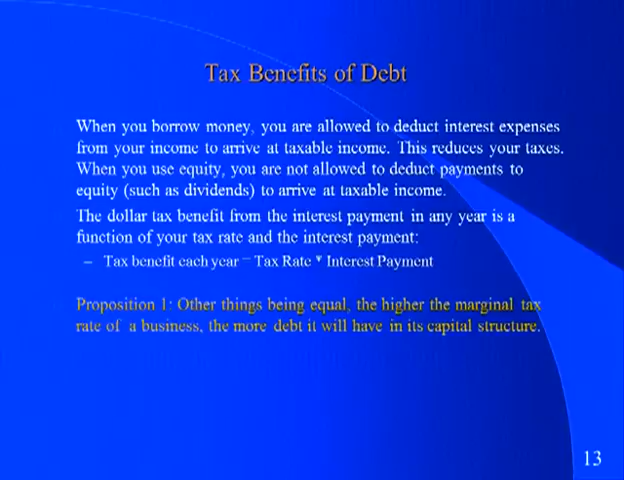 Tax Benefits of Debt
When you borrow money, you are allowed to deduct interest expenses
from your income to arrive at taxable income. This reduces your taxes.
When you use equity, you are not allowed to deduct payments to
equity (such as dividends) to arrive at taxable income.
The dollar tax benefit from the interest payment in any year is a
function of your tax rate and the interest payment:
– Tax benefit each year = Tax Rate * Interest Payment
Proposition 1: Other things being equal, the higher the marginal tax
rate of a business, the more debt it will have in its capital structure.
13